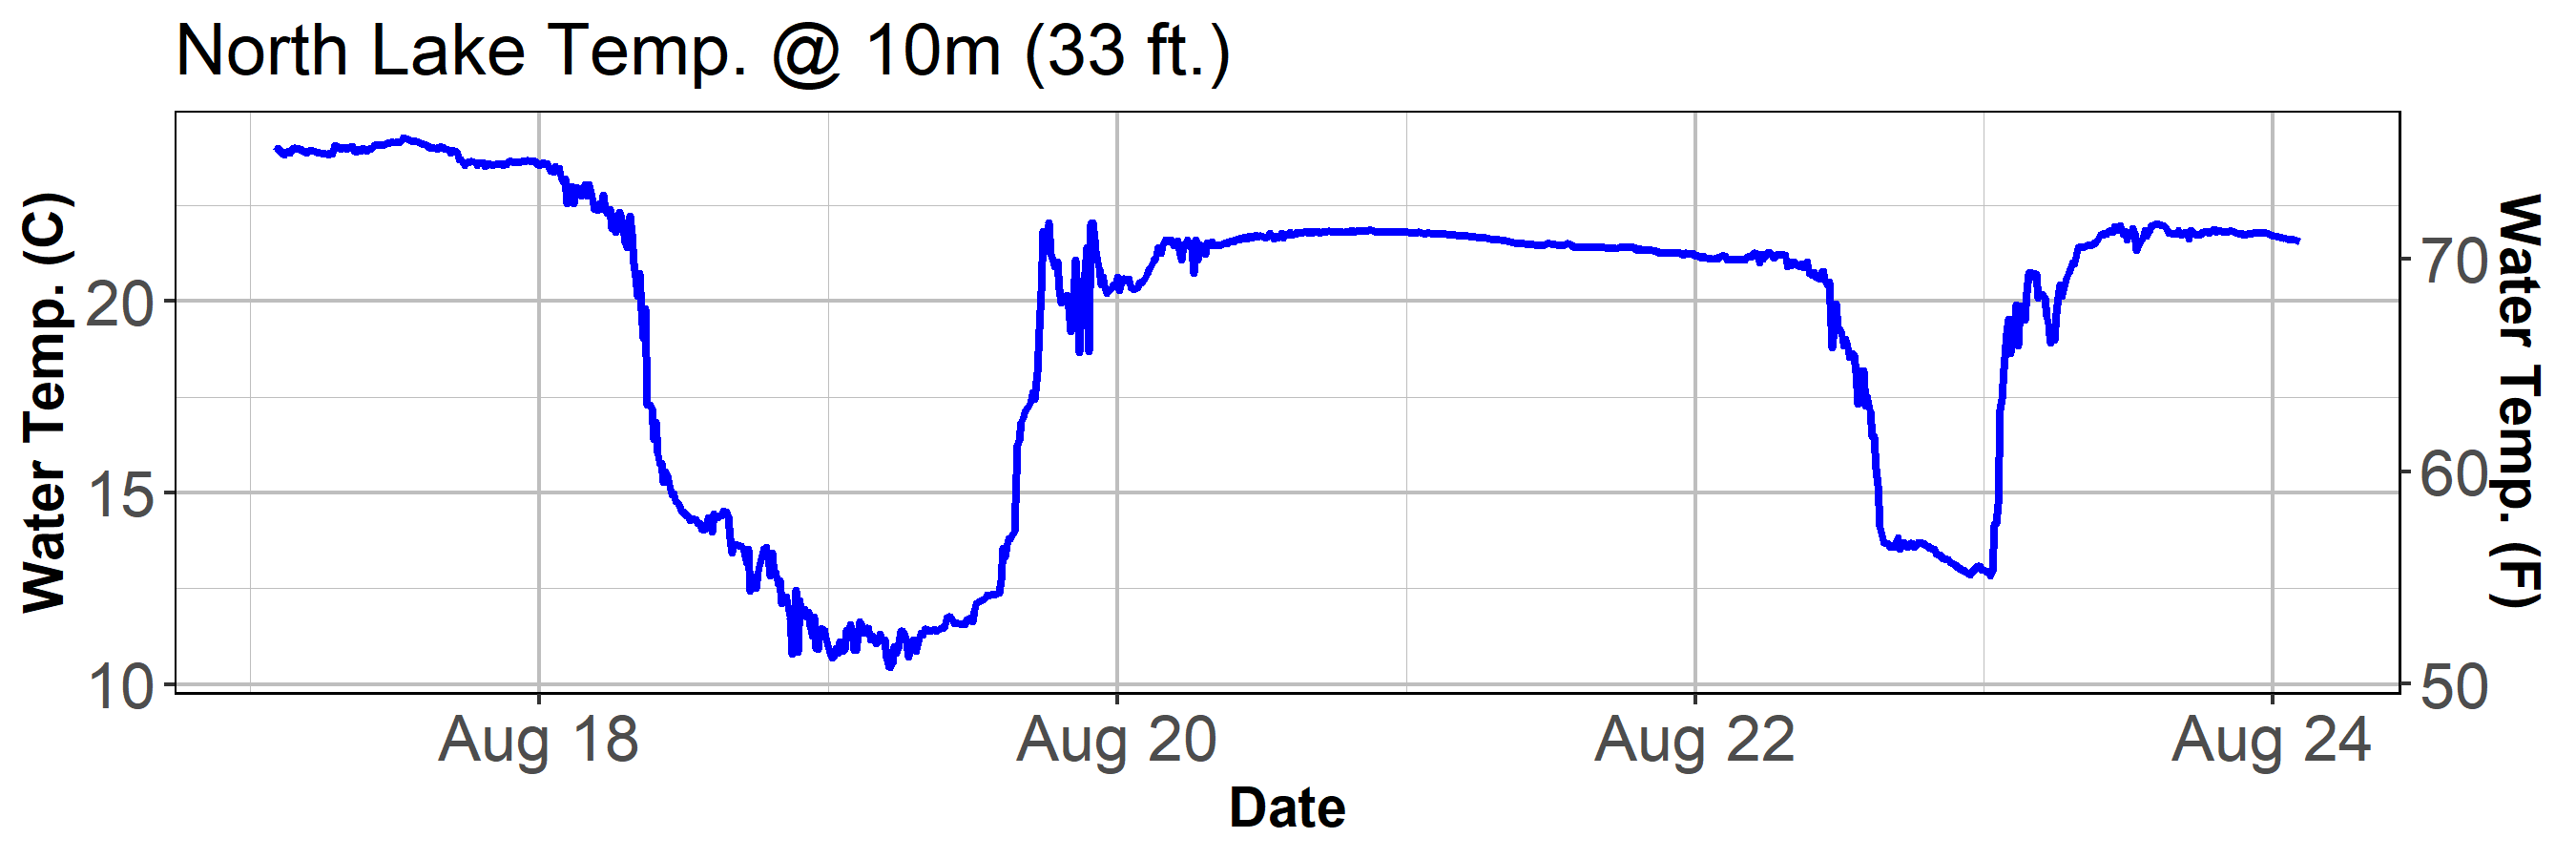 North Lake Temp. @ 10m (33 ft.)
Water Temp. (C)
20
15
10
70
60
50
Water Temp. (F)
Aug 18
Aug 20
Aug 22
Aug 24
Date